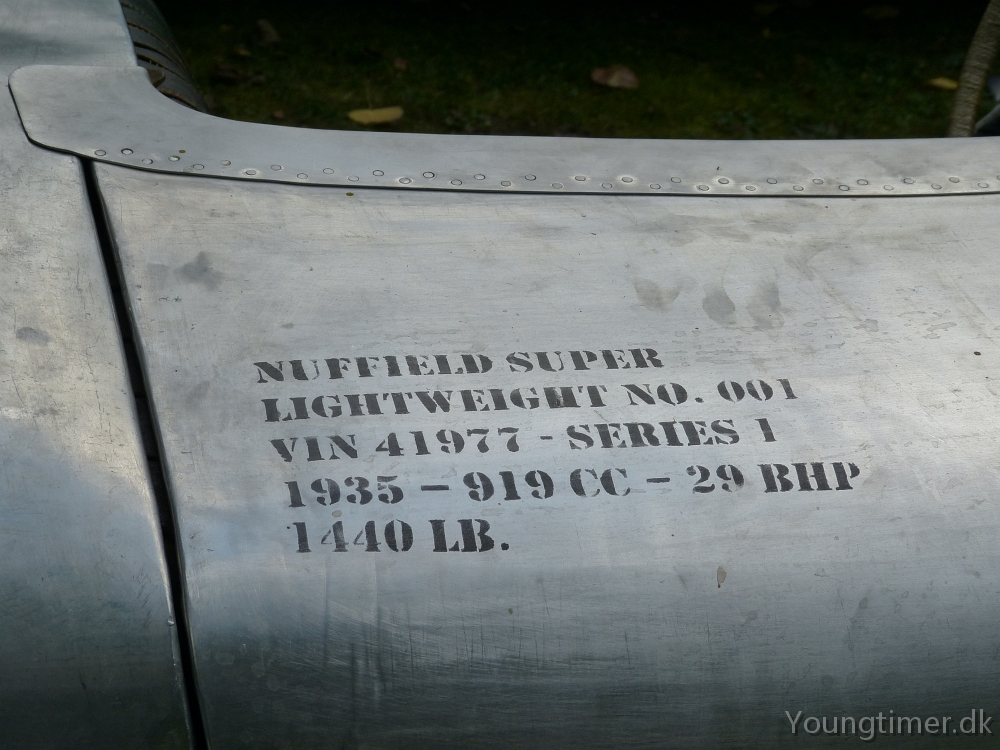 NUFFIELD SUPER
LIGHTWEIGHT NO. 001
VIN 41977 - SERIES 1
1935 - 919 CC - 29 BHP
1440 LB.
Youngtimer.dk